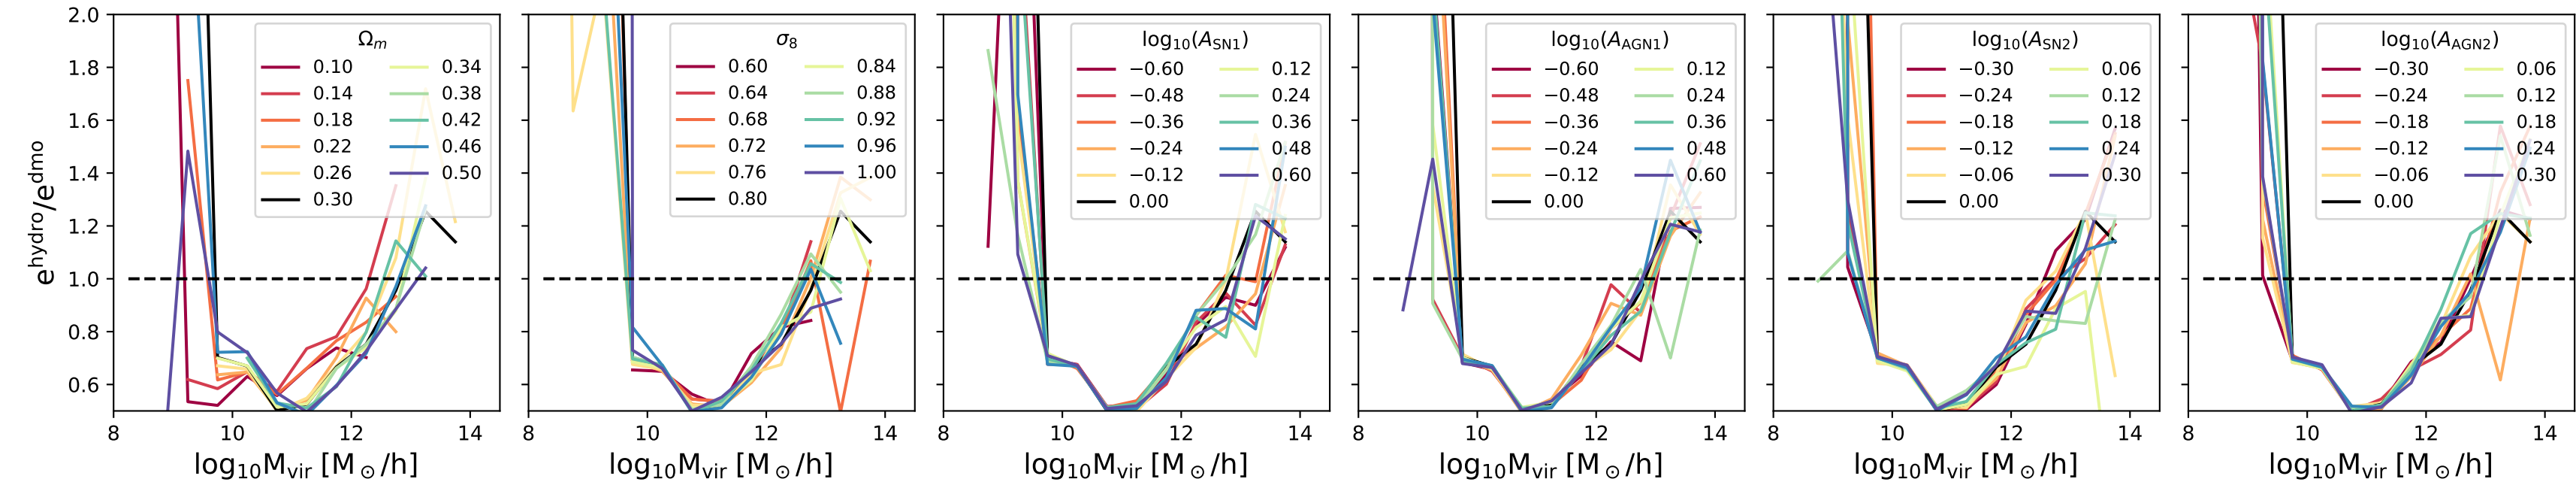 e^hydro/e^dmo
2.0
1.8
1.6
1.4
1.2
1.0
0.8
0.6
Ω_m
0.10 0.34
0.14 0.38
0.18 0.42
0.22 0.46
0.26 0.50
0.30
8 10 12 14
log₁₀M_vir [M_⊙/h]
σ_8
0.60 0.84
0.64 0.88
0.68 0.92
0.72 0.96
0.76 1.00
0.80
8 10 12 14
log₁₀M_vir [M_⊙/h]
log₁₀(A_SN1)
−0.60 0.12
−0.48 0.24
−0.36 0.36
−0.24 0.48
−0.12 0.60
0.00
8 10 12 14
log₁₀M_vir [M_⊙/h]
log₁₀(A_AGN1)
−0.60 0.12
−0.48 0.24
−0.36 0.36
−0.24 0.48
−0.12 0.60
0.00
8 10 12 14
log₁₀M_vir [M_⊙/h]
log₁₀(A_SN2)
−0.30 0.06
−0.24 0.12
−0.18 0.18
−0.12 0.24
−0.06 0.30
0.00
8 10 12 14
log₁₀M_vir [M_⊙/h]
log₁₀(A_AGN2)
−0.30 0.06
−0.24 0.12
−0.18 0.18
−0.12 0.24
−0.06 0.30
0.00
8 10 12 14
log₁₀M_vir [M_⊙/h]